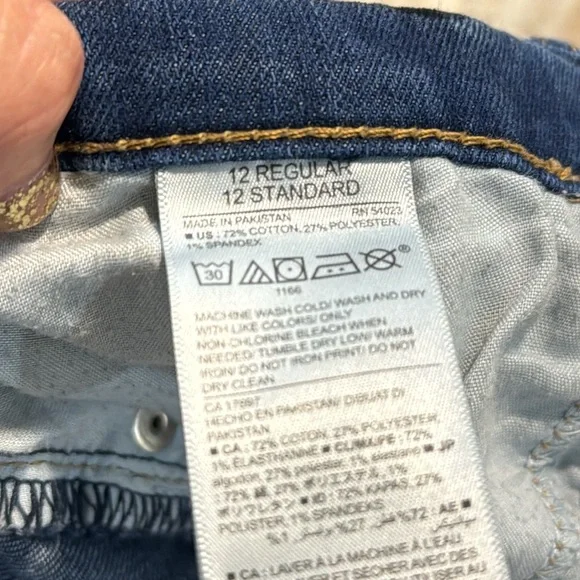 12 REGULAR
12 STANDARD
MADE IN PAKISTAN RN 54023
■ US: 72% COTTON, 27% POLYESTER,
1% SPANDEX
30
1166
MACHINE WASH COLD/ WASH AND DRY
WITH LIKE COLORS/ ONLY
NON-CHLORINE BLEACH WHEN
NEEDED/ TUMBLE DRY LOW/ WARM
IRON/ DO NOT IRON PRINT/ DO NOT
DRY CLEAN
CA 17897
HECHO EN PAKISTAN/ DIBUAT DI
PAKISTAN
■ CA: 72% COTON, 27% POLYESTER,
1% ÉLASTHANNE ■ CL/MX/PE: 72%
algodon, 27% poliester, 1% elastano ■ JP
72% 綿, 27% ポリエステル, 1%
ポリウレタン ■ ID: 72% KAPAS, 27%
POLYESTER, 1% SPANDEKS
■ AE : 72%
■ CA : LAVER À LA MACHINE À L'EAU